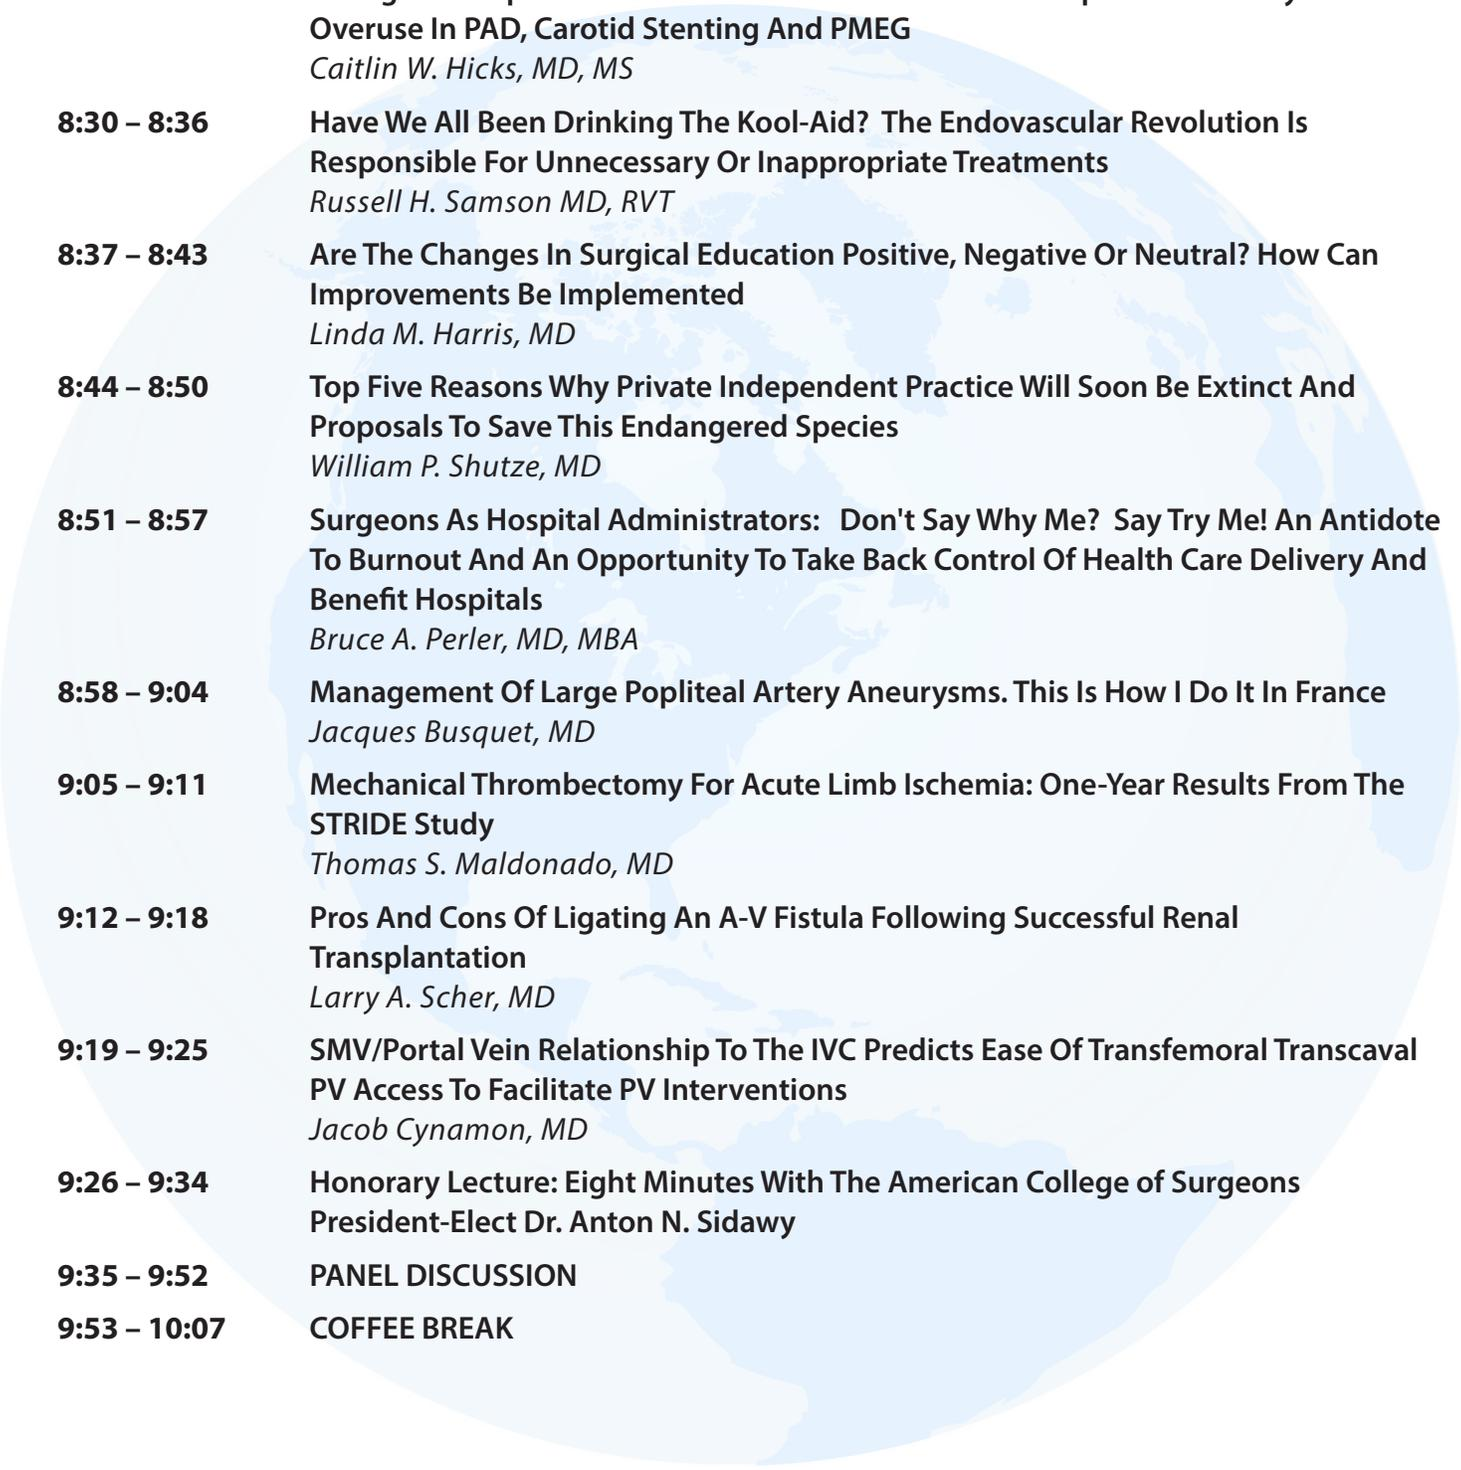 Overuse In PAD, Carotid Stenting And PMEG
Caitlin W. Hicks, MD, MS
8:30 – 8:36 Have We All Been Drinking The Kool-Aid?  The Endovascular Revolution Is
Responsible For Unnecessary Or Inappropriate Treatments
Russell H. Samson MD, RVT
8:37 – 8:43 Are The Changes In Surgical Education Positive, Negative Or Neutral? How Can
Improvements Be Implemented
Linda M. Harris, MD
8:44 – 8:50 Top Five Reasons Why Private Independent Practice Will Soon Be Extinct And
Proposals To Save This Endangered Species
William P. Shutze, MD
8:51 – 8:57 Surgeons As Hospital Administrators:   Don't Say Why Me?  Say Try Me! An Antidote
To Burnout And An Opportunity To Take Back Control Of Health Care Delivery And
Benefit Hospitals
Bruce A. Perler, MD, MBA
8:58 – 9:04 Management Of Large Popliteal Artery Aneurysms. This Is How I Do It In France
Jacques Busquet, MD
9:05 – 9:11 Mechanical Thrombectomy For Acute Limb Ischemia: One-Year Results From The
STRIDE Study
Thomas S. Maldonado, MD
9:12 – 9:18 Pros And Cons Of Ligating An A-V Fistula Following Successful Renal
Transplantation
Larry A. Scher, MD
9:19 – 9:25 SMV/Portal Vein Relationship To The IVC Predicts Ease Of Transfemoral Transcaval
PV Access To Facilitate PV Interventions
Jacob Cynamon, MD
9:26 – 9:34 Honorary Lecture: Eight Minutes With The American College of Surgeons
President-Elect Dr. Anton N. Sidawy
9:35 – 9:52 PANEL DISCUSSION
9:53 – 10:07 COFFEE BREAK